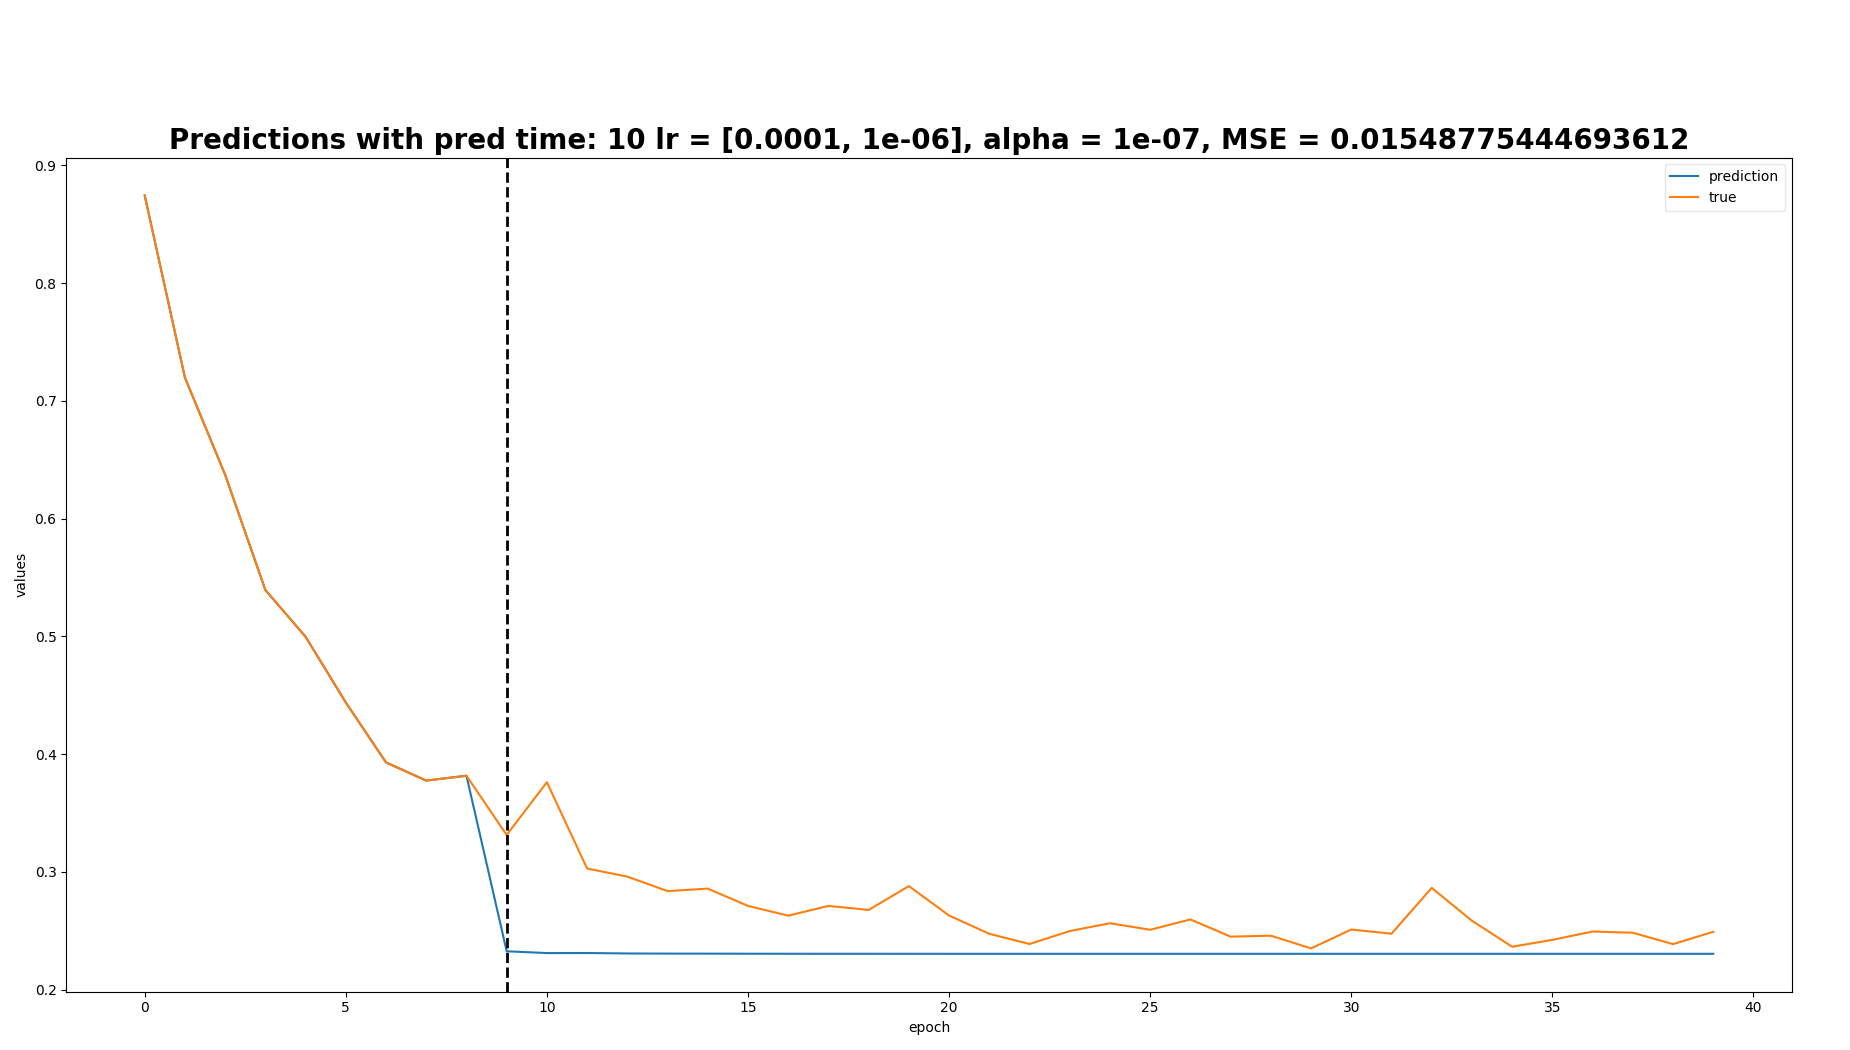 Predictions with pred time: 10 lr = [0.0001, 1e-06], alpha = 1e-07, MSE = 0.01548775444693612
prediction
true
0.9
0.8
0.7
0.6
0.5
0.4
0.3
0.2
values
0 5 10 15 20 25 30 35 40
epoch